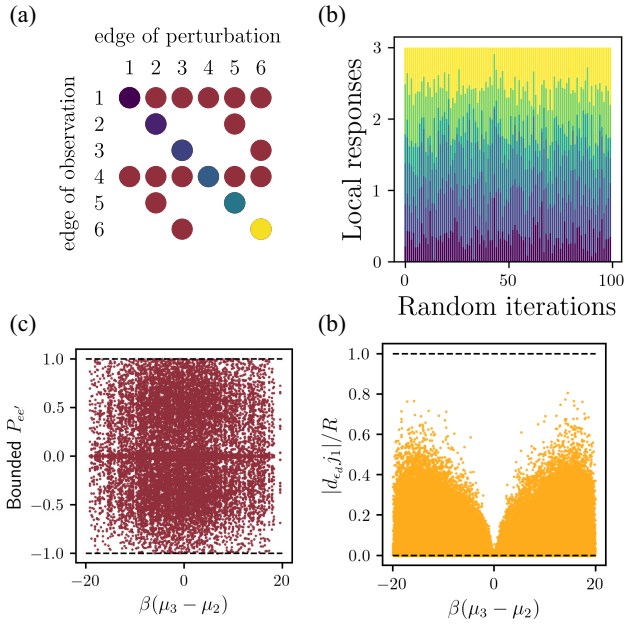 (a)
edge of perturbation
1 2 3 4 5 6
edge of observation
1
2
3
4
5
6
(b)
Local responses
3
2
1
0
0 50 100
Random iterations
(c)
Bounded $P_{ee'}$
1.0
0.5
0.0
−0.5
−1.0
−20 0 20
$\beta(\mu_3 - \mu_2)$
(b)
$|d_{\epsilon_d} j_1|/R$
1.0
0.8
0.6
0.4
0.2
0.0
−20 0 20
$\beta(\mu_3 - \mu_2)$